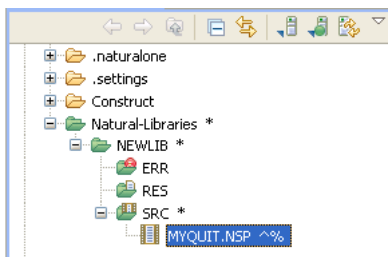 .naturalone
.settings
Construct
Natural-Libraries *
NEWLIB *
ERR
RES
SRC *
MYQUIT.NSP ^%